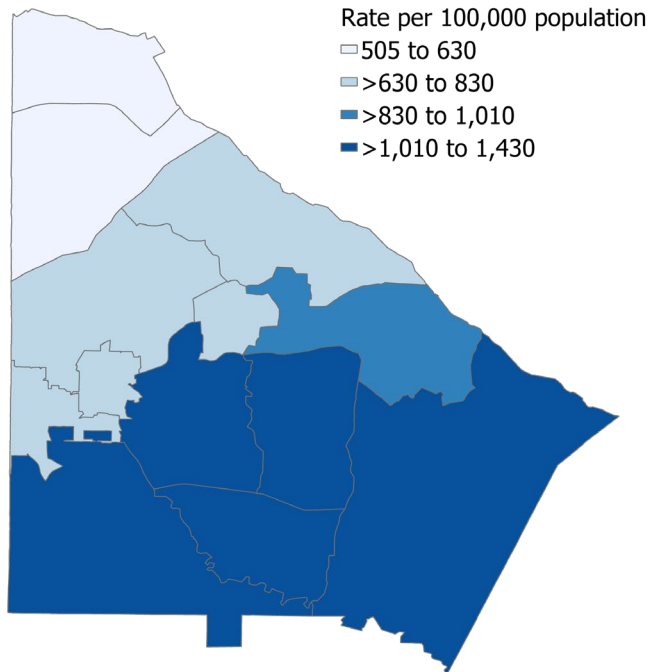 Rate per 100,000 population
505 to 630
>630 to 830
>830 to 1,010
>1,010 to 1,430